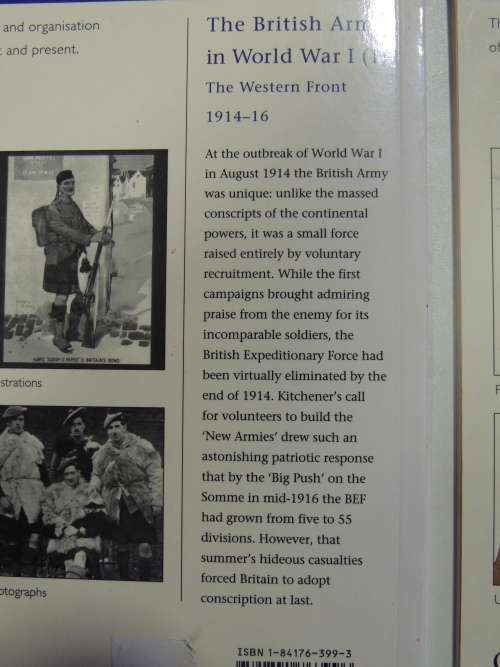 and organisation
and present.
strations
otographs
The British Arm
in World War I (1)
The Western Front
1914–16
At the outbreak of World War I
in August 1914 the British Army
was unique: unlike the massed
conscripts of the continental
powers, it was a small force
raised entirely by voluntary
recruitment. While the first
campaigns brought admiring
praise from the enemy for its
incomparable soldiers, the
British Expeditionary Force had
been virtually eliminated by the
end of 1914. Kitchener's call
for volunteers to build the
‘New Armies’ drew such an
astonishing patriotic response
that by the ‘Big Push’ on the
Somme in mid-1916 the BEF
had grown from five to 55
divisions. However, that
summer's hideous casualties
forced Britain to adopt
conscription at last.
ISBN 1-84176-399-3